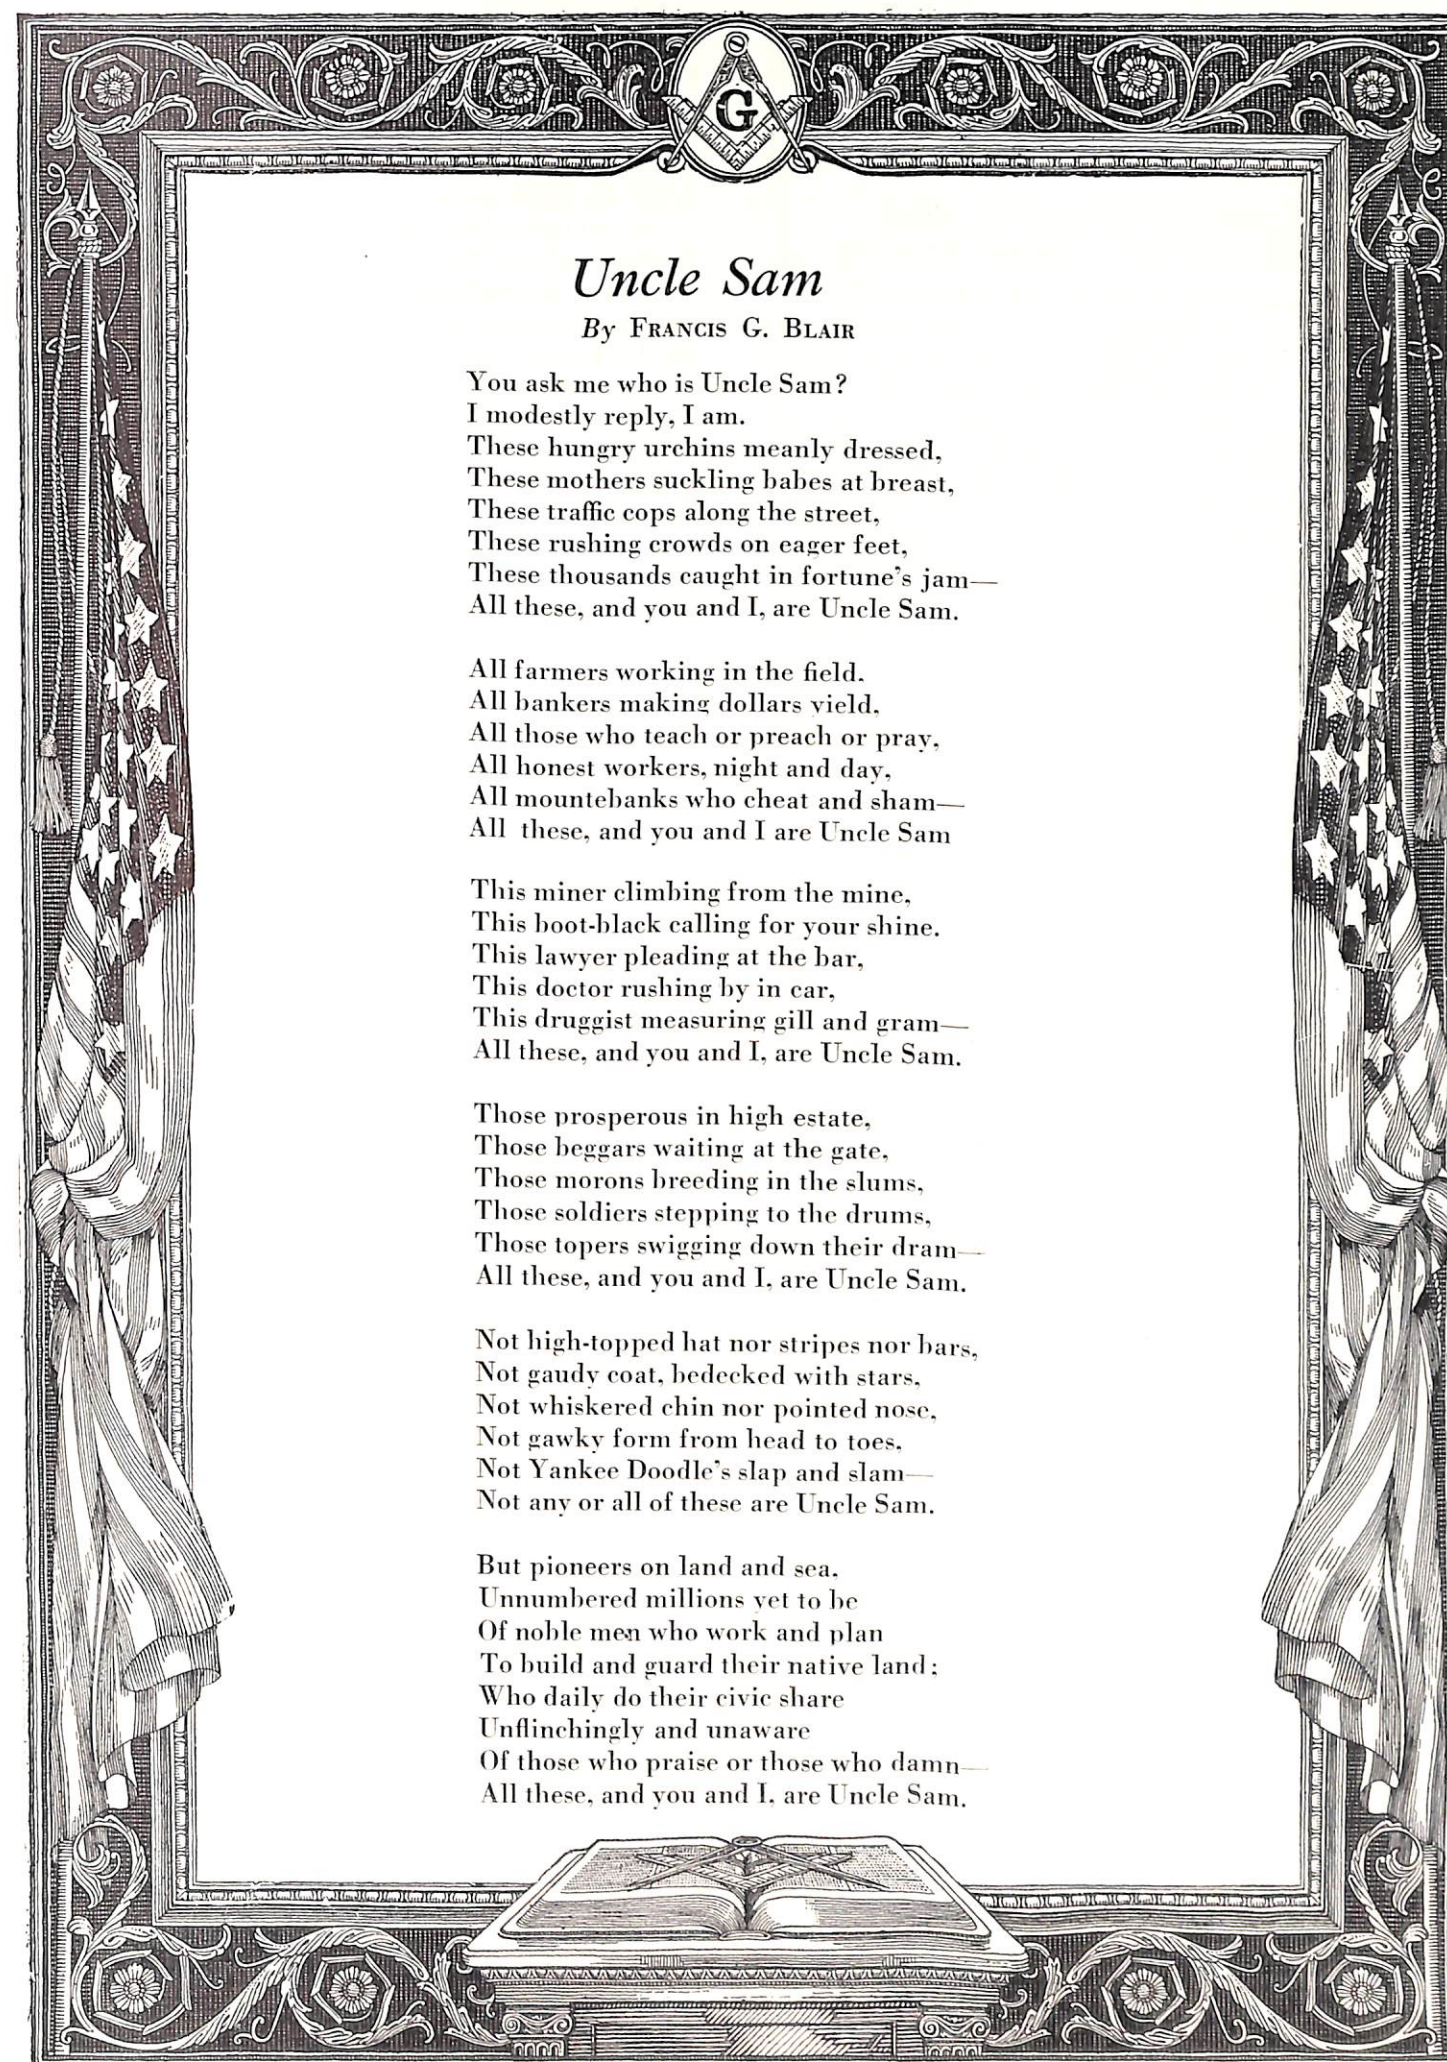 G
Uncle Sam
By FRANCIS G. BLAIR
You ask me who is Uncle Sam?
I modestly reply, I am.
These hungry urchins meanly dressed,
These mothers suckling babes at breast,
These traffic cops along the street,
These rushing crowds on eager feet,
These thousands caught in fortune's jam—
All these, and you and I, are Uncle Sam.
All farmers working in the field.
All bankers making dollars yield.
All those who teach or preach or pray,
All honest workers, night and day,
All mountebanks who cheat and sham—
All these, and you and I are Uncle Sam
This miner climbing from the mine,
This boot-black calling for your shine.
This lawyer pleading at the bar,
This doctor rushing by in car,
This druggist measuring gill and gram—
All these, and you and I, are Uncle Sam.
Those prosperous in high estate,
Those beggars waiting at the gate,
Those morons breeding in the slums,
Those soldiers stepping to the drums,
Those topers swigging down their dram—
All these, and you and I, are Uncle Sam.
Not high-topped hat nor stripes nor bars,
Not gaudy coat, bedecked with stars,
Not whiskered chin nor pointed nose,
Not gawky form from head to toes.
Not Yankee Doodle's slap and slam—
Not any or all of these are Uncle Sam.
But pioneers on land and sea.
Unnumbered millions yet to be
Of noble men who work and plan
To build and guard their native land:
Who daily do their civic share
Unflinchingly and unaware
Of those who praise or those who damn—
All these, and you and I, are Uncle Sam.